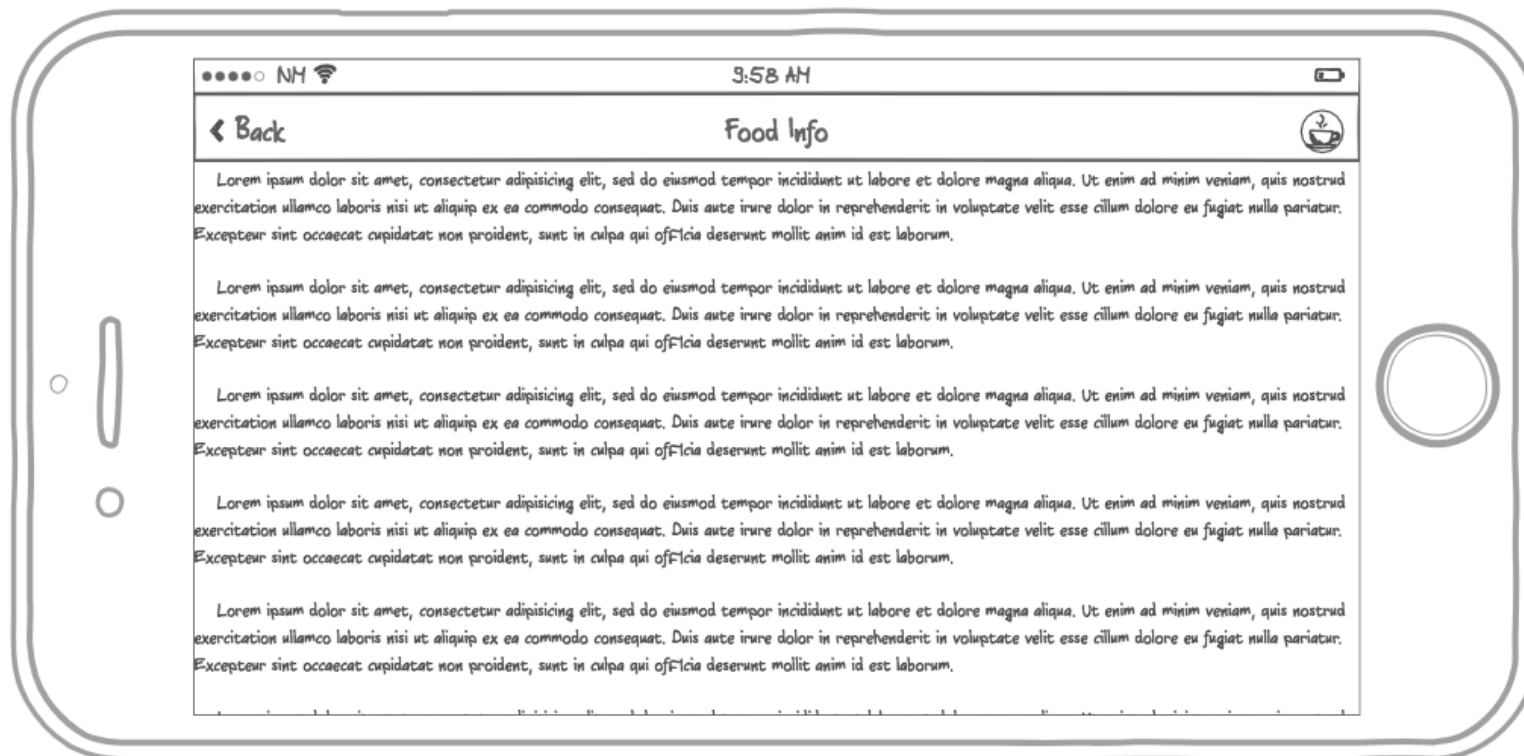 NM
9:58 AM
Back
Food Info
Lorem ipsum dolor sit amet, consectetur adipisicing elit, sed do eiusmod tempor incididunt ut labore et dolore magna aliqua. Ut enim ad minim veniam, quis nostrud
exercitation ullamco laboris nisi ut aliquip ex ea commodo consequat. Duis aute irure dolor in reprehenderit in voluptate velit esse cillum dolore eu fugiat nulla pariatur.
Excepteur sint occaecat cupidatat non proident, sunt in culpa qui officia deserunt mollit anim id est laborum.
Lorem ipsum dolor sit amet, consectetur adipisicing elit, sed do eiusmod tempor incididunt ut labore et dolore magna aliqua. Ut enim ad minim veniam, quis nostrud
exercitation ullamco laboris nisi ut aliquip ex ea commodo consequat. Duis aute irure dolor in reprehenderit in voluptate velit esse cillum dolore eu fugiat nulla pariatur.
Excepteur sint occaecat cupidatat non proident, sunt in culpa qui officia deserunt mollit anim id est laborum.
Lorem ipsum dolor sit amet, consectetur adipisicing elit, sed do eiusmod tempor incididunt ut labore et dolore magna aliqua. Ut enim ad minim veniam, quis nostrud
exercitation ullamco laboris nisi ut aliquip ex ea commodo consequat. Duis aute irure dolor in reprehenderit in voluptate velit esse cillum dolore eu fugiat nulla pariatur.
Excepteur sint occaecat cupidatat non proident, sunt in culpa qui officia deserunt mollit anim id est laborum.
Lorem ipsum dolor sit amet, consectetur adipisicing elit, sed do eiusmod tempor incididunt ut labore et dolore magna aliqua. Ut enim ad minim veniam, quis nostrud
exercitation ullamco laboris nisi ut aliquip ex ea commodo consequat. Duis aute irure dolor in reprehenderit in voluptate velit esse cillum dolore eu fugiat nulla pariatur.
Excepteur sint occaecat cupidatat non proident, sunt in culpa qui officia deserunt mollit anim id est laborum.
Lorem ipsum dolor sit amet, consectetur adipisicing elit, sed do eiusmod tempor incididunt ut labore et dolore magna aliqua. Ut enim ad minim veniam, quis nostrud
exercitation ullamco laboris nisi ut aliquip ex ea commodo consequat. Duis aute irure dolor in reprehenderit in voluptate velit esse cillum dolore eu fugiat nulla pariatur.
Excepteur sint occaecat cupidatat non proident, sunt in culpa qui officia deserunt mollit anim id est laborum.